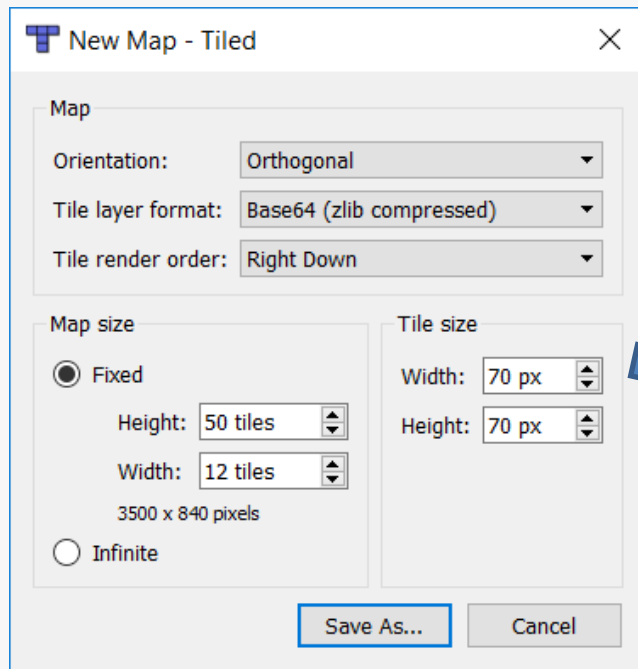 New Map - Tiled
Map
Orientation: Orthogonal
Tile layer format: Base64 (zlib compressed)
Tile render order: Right Down
Map size
Fixed
Height: 50 tiles
Width: 12 tiles
3500 x 840 pixels
Infinite
Tile size
Width: 70 px
Height: 70 px
Save As...
Cancel